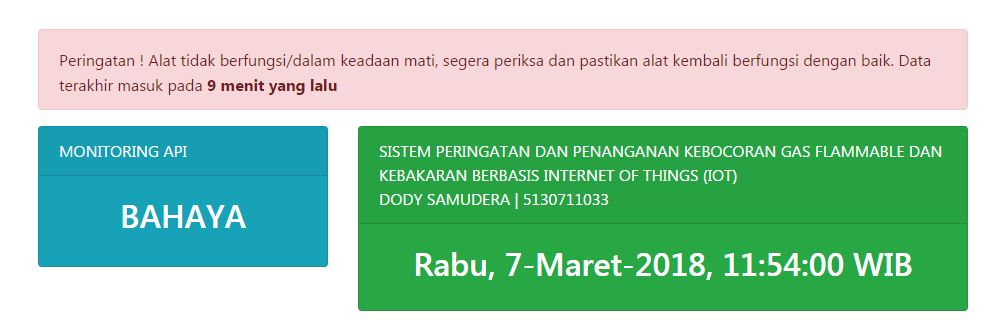 Peringatan ! Alat tidak berfungsi/dalam keadaan mati, segera periksa dan pastikan alat kembali berfungsi dengan baik. Data
terakhir masuk pada 9 menit yang lalu
MONITORING API
BAHAYA
SISTEM PERINGATAN DAN PENANGANAN KEBOCORAN GAS FLAMMABLE DAN
KEBAKARAN BERBASIS INTERNET OF THINGS (IOT)
DODY SAMUDERA | 5130711033
Rabu, 7-Maret-2018, 11:54:00 WIB